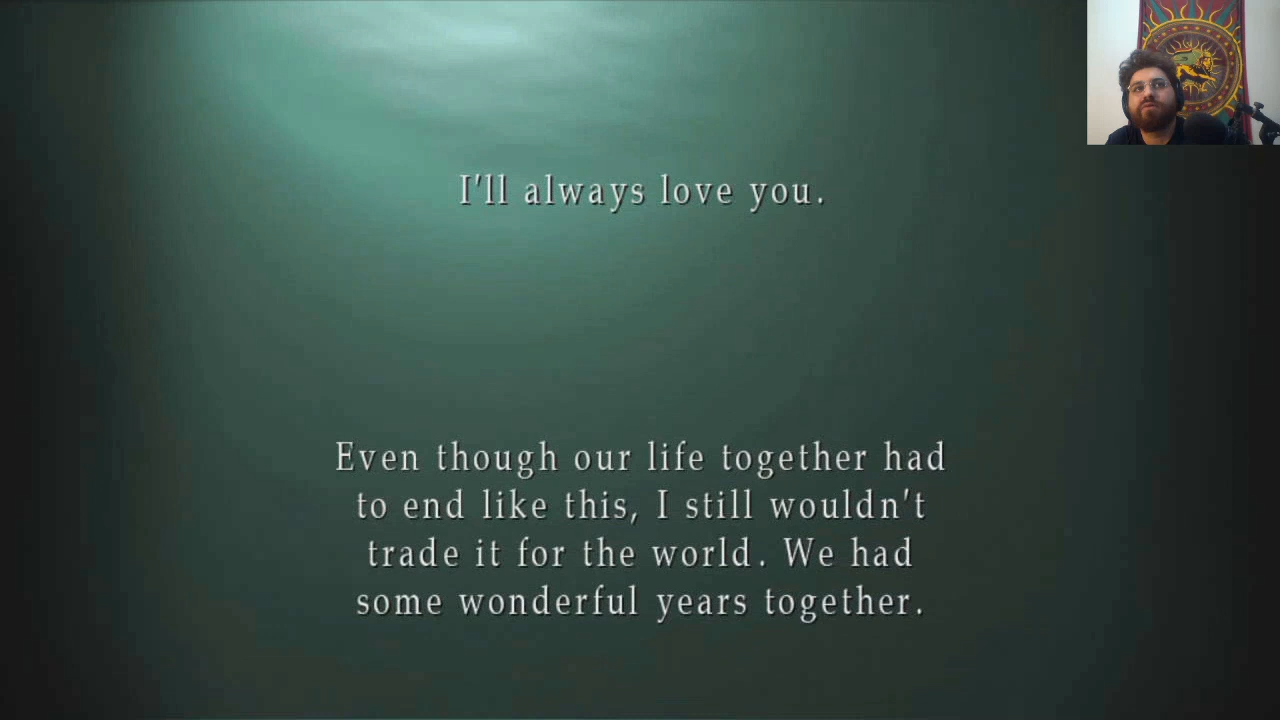 I'll always love you.
Even though our life together had
to end like this, I still wouldn't
trade it for the world. We had
some wonderful years together.